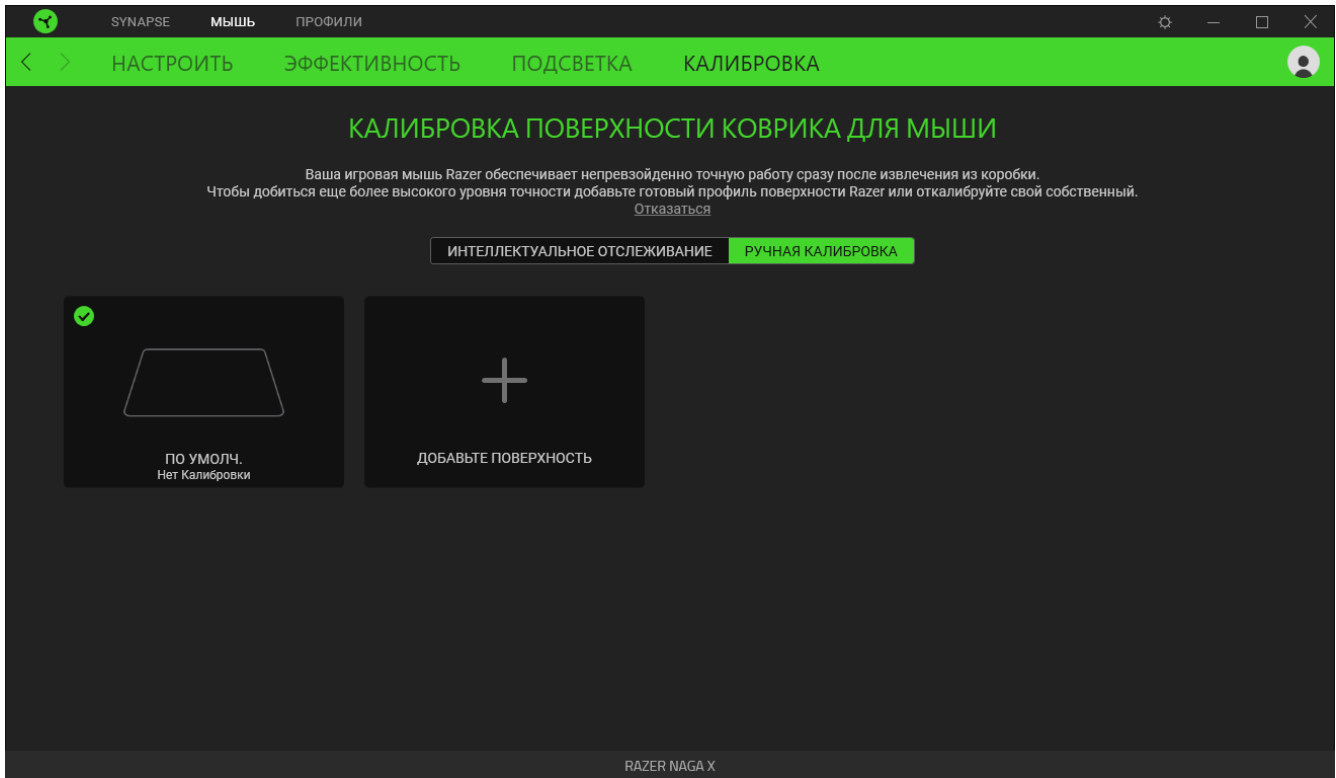 SYNAPSE МЫШЬ ПРОФИЛИ
НАСТРОИТЬ ЭФФЕКТИВНОСТЬ ПОДСВЕТКА КАЛИБРОВКА
КАЛИБРОВКА ПОВЕРХНОСТИ КОВРИКА ДЛЯ МЫШИ
Ваша игровая мышь Razer обеспечивает непревзойденно точную работу сразу после извлечения из коробки.
Чтобы добиться еще более высокого уровня точности добавьте готовый профиль поверхности Razer или откалибруйте свой собственный.
Отказаться
ИНТЕЛЛЕКТУАЛЬНОЕ ОТСЛЕЖИВАНИЕ РУЧНАЯ КАЛИБРОВКА
ПО УМОЛЧ.
Нет Калибровки
ДОБАВЬТЕ ПОВЕРХНОСТЬ
RAZER NAGA X